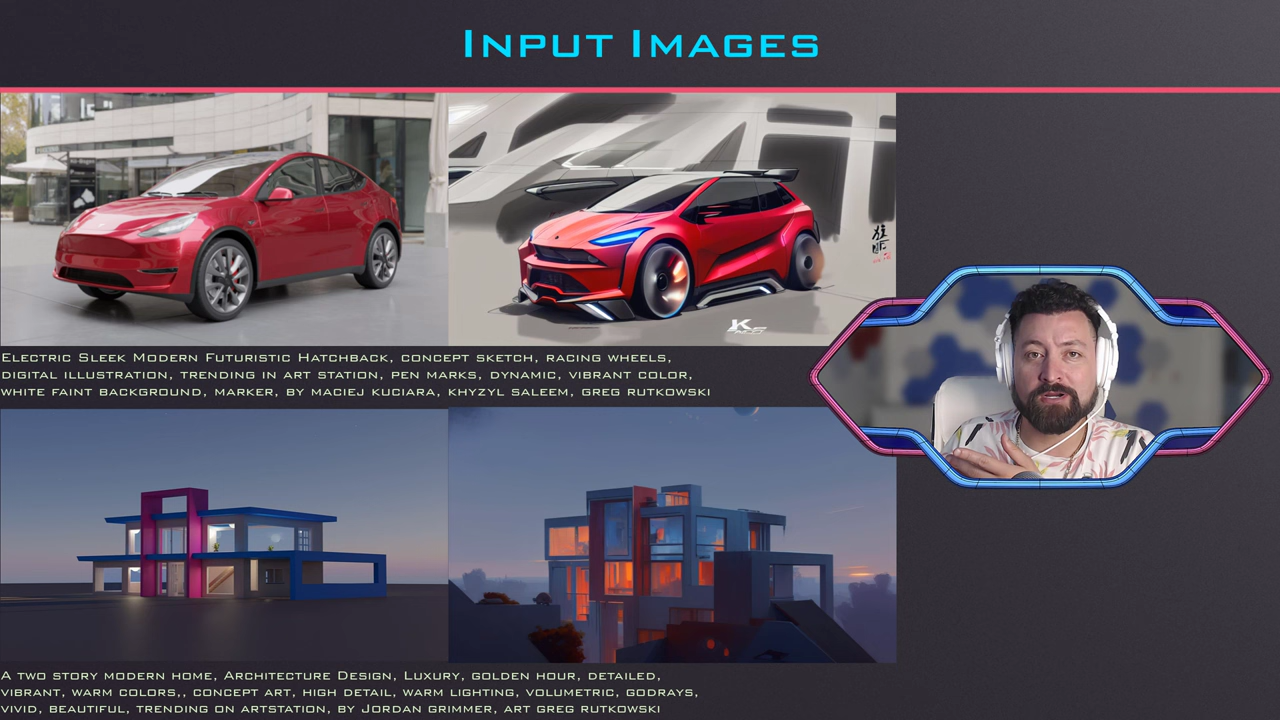 Input Images
Electric Sleek Modern Futuristic Hatchback, concept sketch, racing wheels,
digital illustration, trending in art station, pen marks, dynamic, vibrant color,
white faint background, marker, by maciej kuciara, khyzyl saleem, greg rutkowski
A two story modern home, Architecture Design, Luxury, golden hour, detailed,
vibrant, warm colors,, concept art, high detail, warm lighting, volumetric, godrays,
vivid, beautiful, trending on artstation, by Jordan grimmer, art greg rutkowski